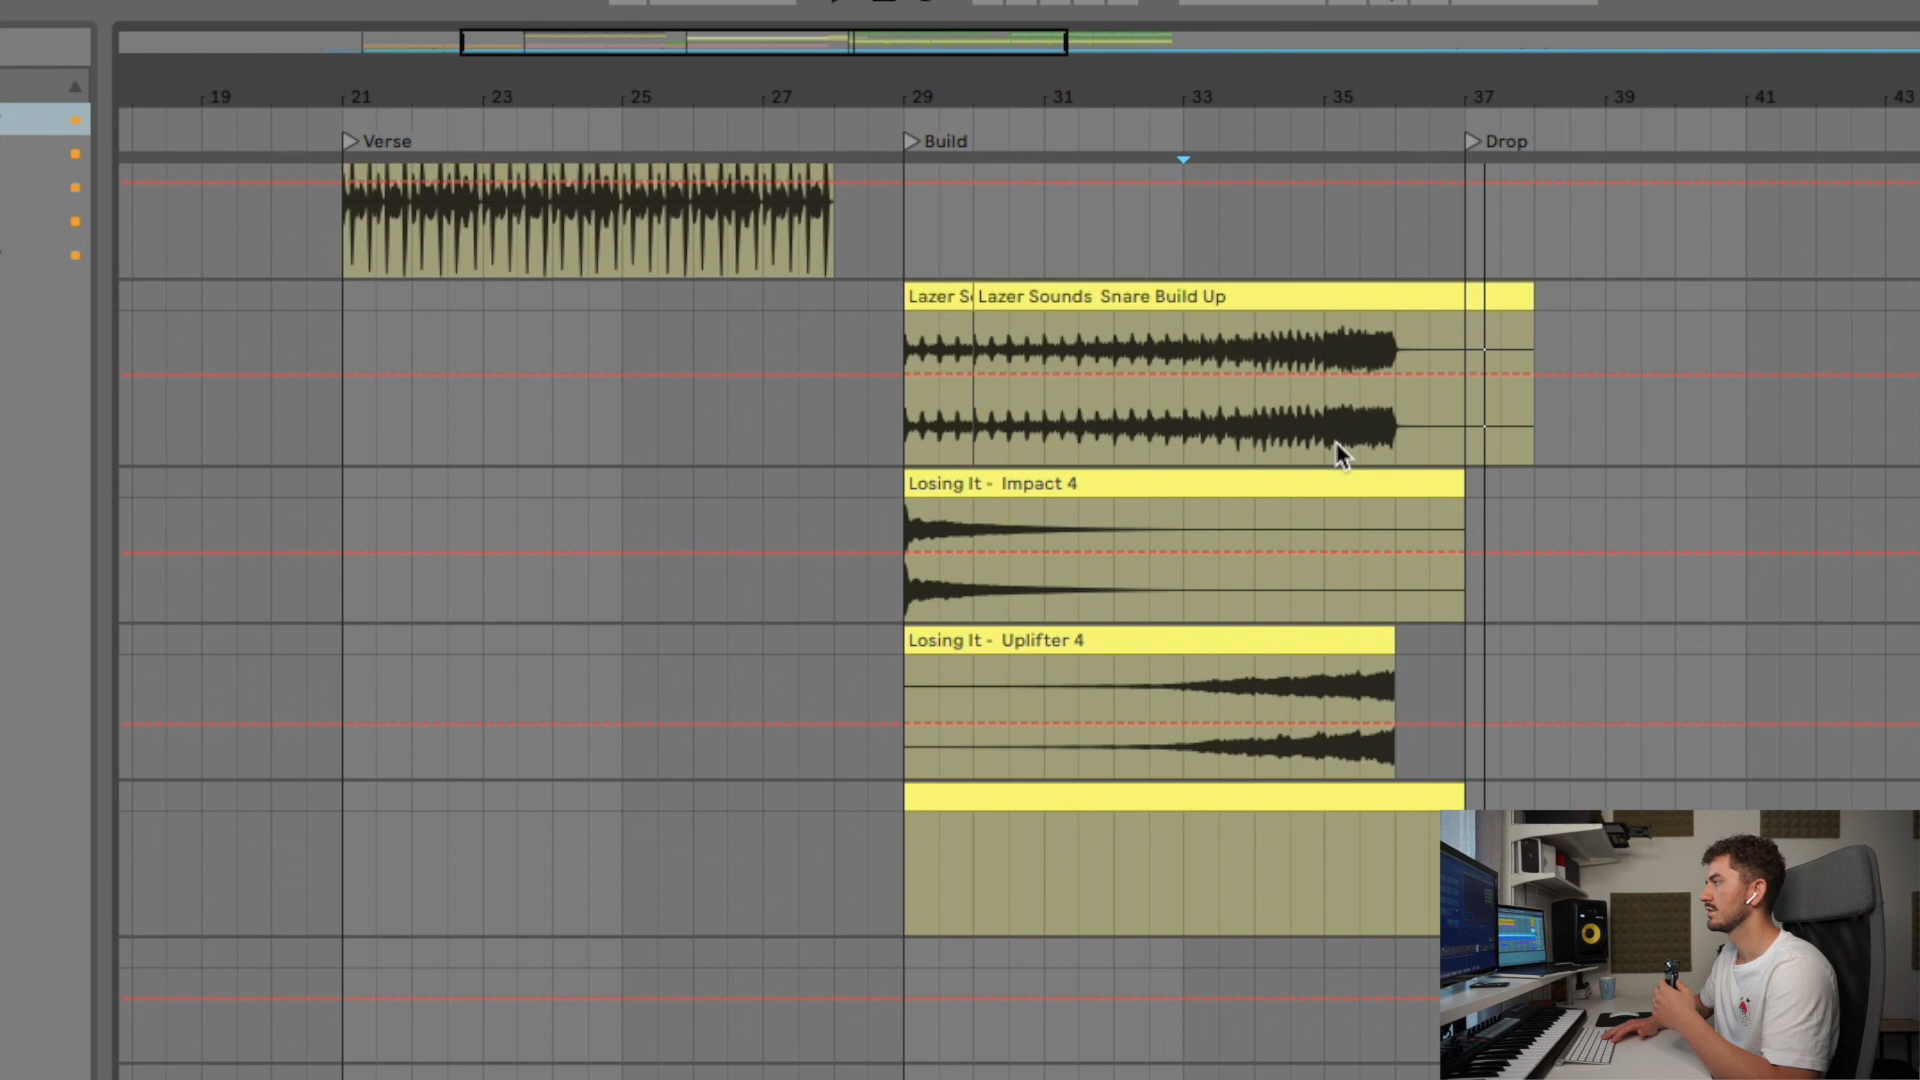 19 21 23 25 27 29 31 33 35 37 39 41 43
Verse Build Drop
Lazer S Lazer Sounds Snare Build Up
Losing It - Impact 4
Losing It - Uplifter 4